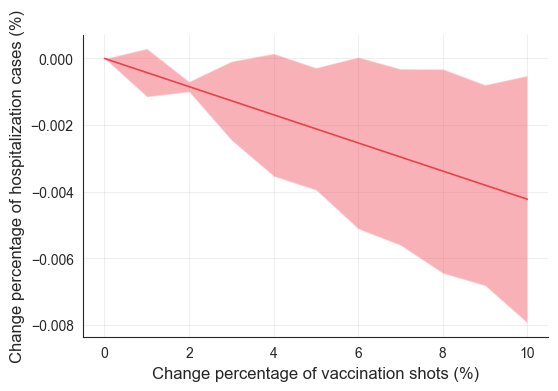 Change percentage of hospitalization cases (%)
0.000
−0.002
−0.004
−0.006
−0.008
0 2 4 6 8 10
Change percentage of vaccination shots (%)